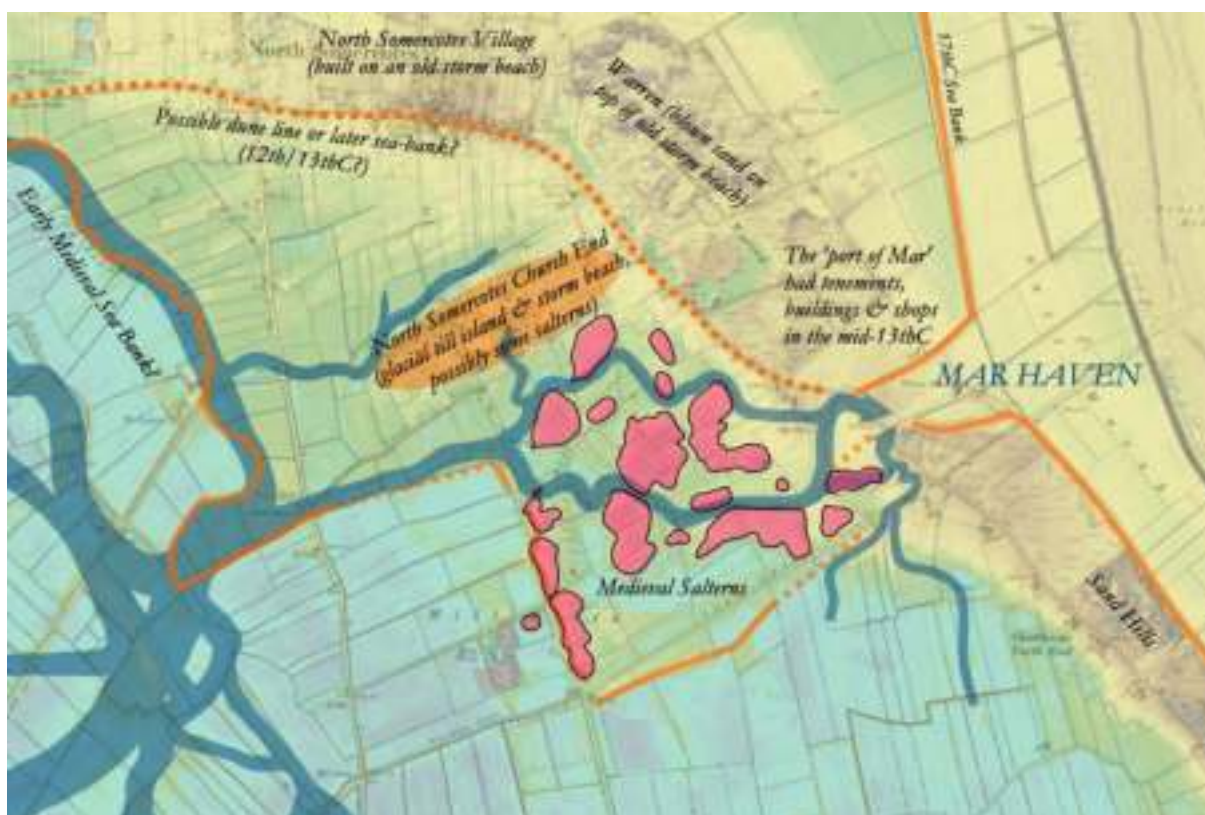 North Somercotes Village
(built on an old storm beach)
North Somercotes
Warren (blown sand on
top of old storm beach)
17thC Sea Bank
Possible dune line or later sea-bank?
(12th/13thC?)
Early Medieval Sea Bank?
North Somercotes Church End
(glacial till island & storm beach,
possibly some salterns)
The 'port of Mar'
had tenements,
buildings & shops
in the mid-13thC
MAR HAVEN
Medieval Salterns
Sand Hills